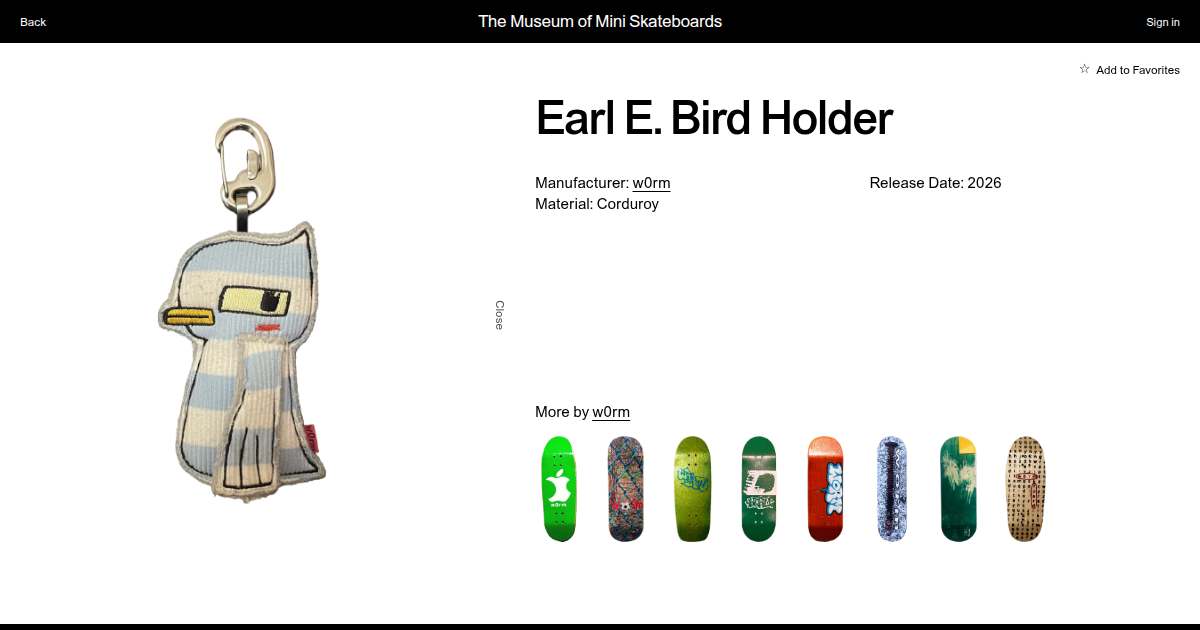 Back
The Museum of Mini Skateboards
Sign in
☆ Add to Favorites
Earl E. Bird Holder
Manufacturer: w0rm
Release Date: 2026
Material: Corduroy
Close
More by w0rm
w0rm